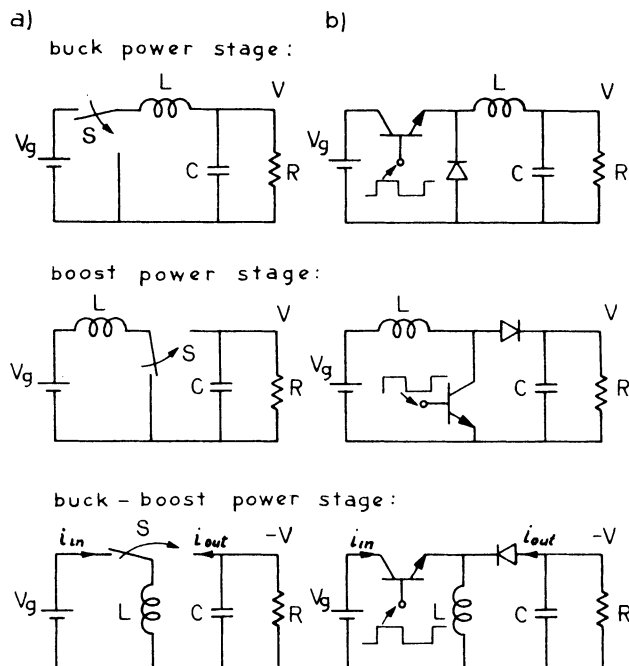 a) b)
buck power stage:
L V L V
S
Vg C R Vg C R
boost power stage:
L V L V
S
Vg C R Vg C R
buck – boost power stage:
iin S iout -V iin iout -V
Vg L C R Vg L C R